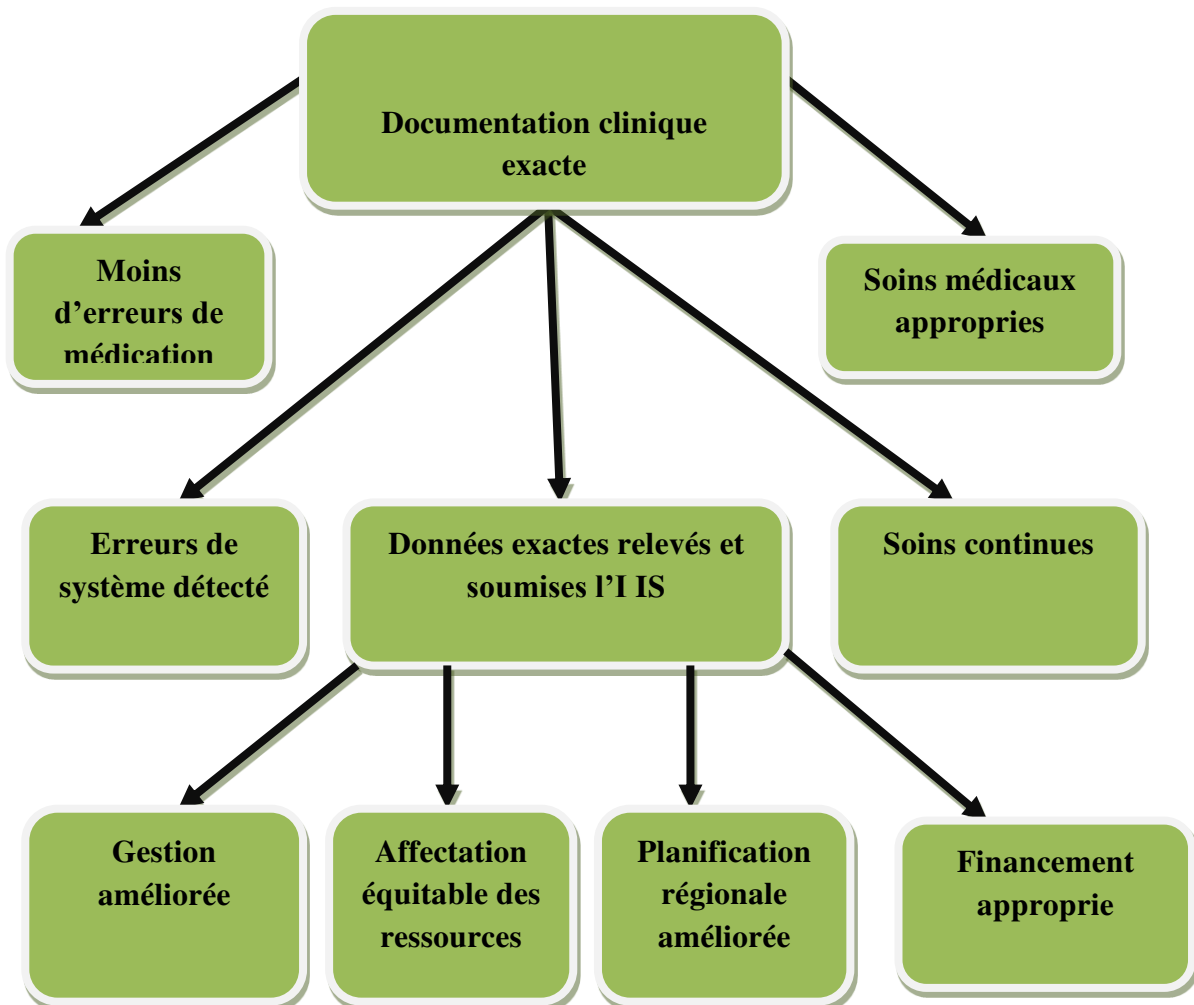 Documentation clinique
exacte
Moins
d’erreurs de
médication
Soins médicaux
appropries
Erreurs de
système détecté
Données exactes relevés et
soumises l’I IS
Soins continues
Gestion
améliorée
Affectation
équitable des
ressources
Planification
régionale
améliorée
Financement
approprie